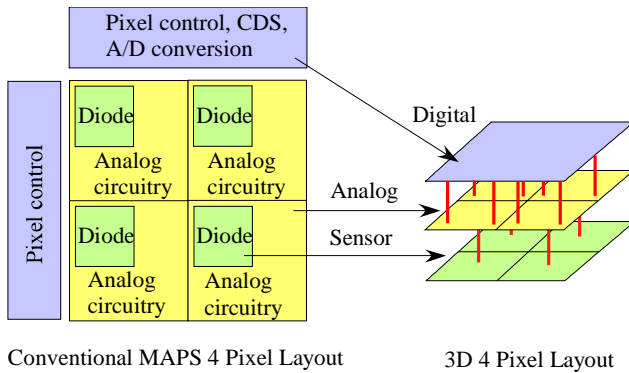 Pixel control, CDS,
A/D conversion
Pixel control
Diode
Analog
circuitry
Diode
Analog
circuitry
Diode
Analog
circuitry
Diode
Analog
circuitry
Digital
Analog
Sensor
Conventional MAPS 4 Pixel Layout
3D 4 Pixel Layout